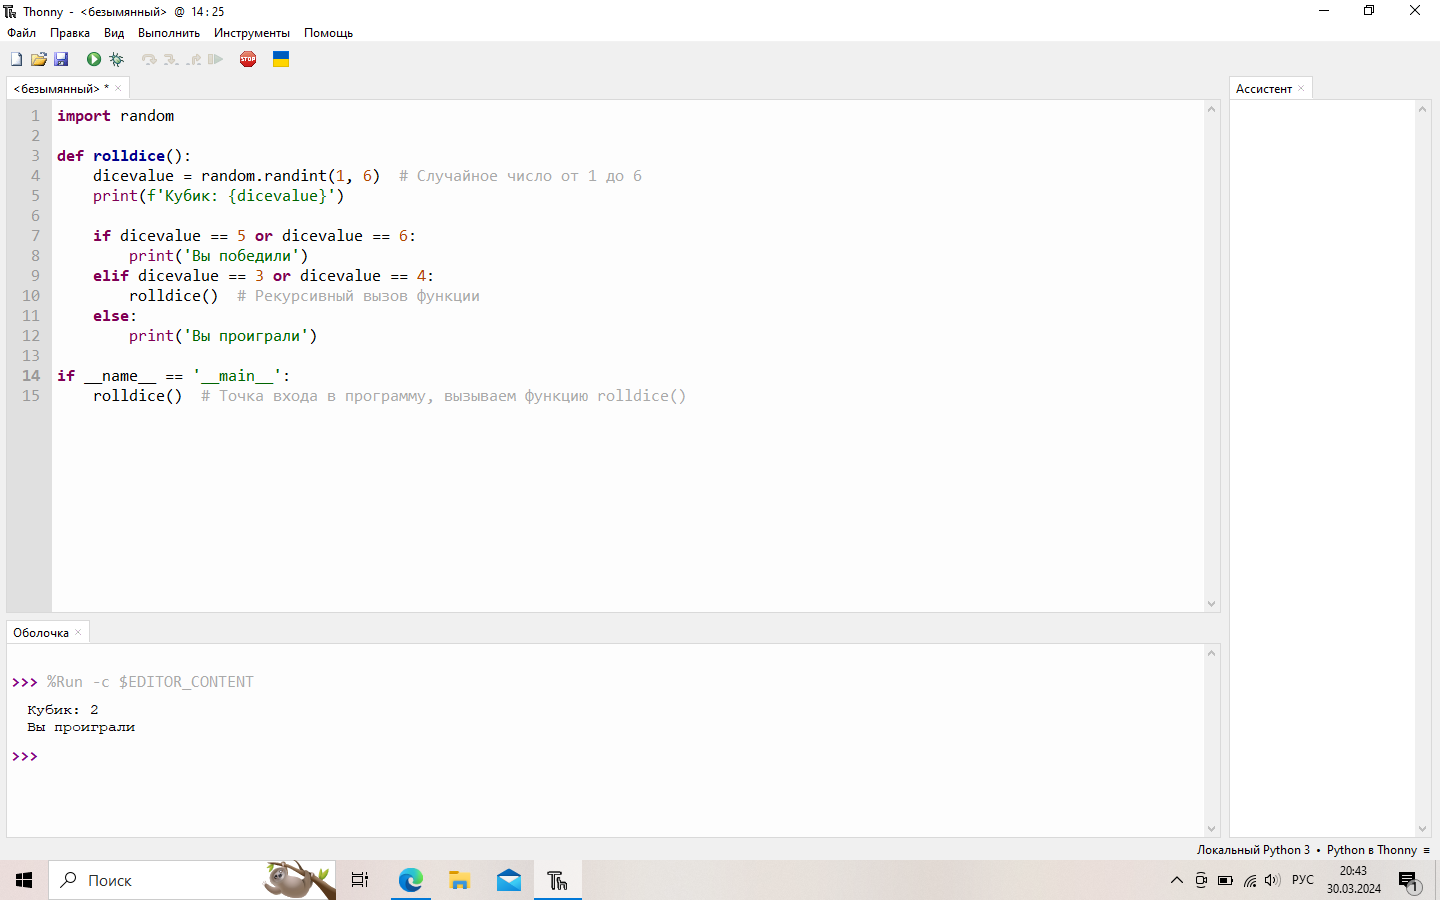 Thonny - <безымянный> @ 14:25
Файл Правка Вид Выполнить Инструменты Помощь
STOP
<безымянный> *
Ассистент
1 import random
2
3 def rolldice():
4     dicevalue = random.randint(1, 6)  # Случайное число от 1 до 6
5     print(f'Кубик: {dicevalue}')
6
7     if dicevalue == 5 or dicevalue == 6:
8         print('Вы победили')
9     elif dicevalue == 3 or dicevalue == 4:
10         rolldice()  # Рекурсивный вызов функции
11     else:
12         print('Вы проиграли')
13
14 if __name__ == '__main__':
15     rolldice()  # Точка входа в программу, вызываем функцию rolldice()
Оболочка
>>> %Run -c $EDITOR_CONTENT
Кубик: 2
Вы проиграли
>>>
Локальный Python 3 • Python в Thonny ≡
Поиск
РУС
20:43
30.03.2024
1